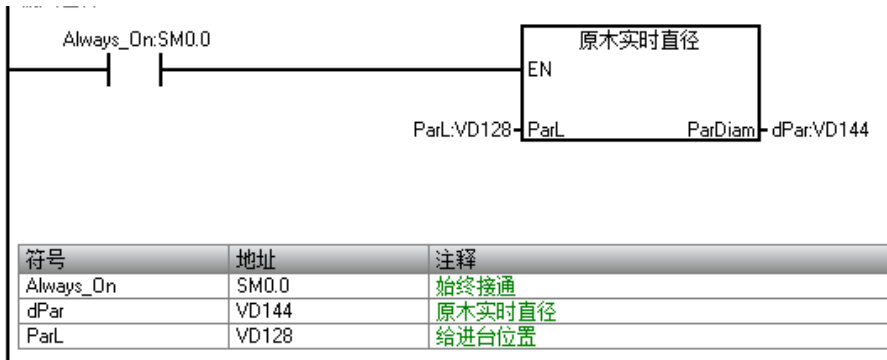 Always_On:SM0.0
原木实时直径
EN
ParL:VD128 ParL ParDiam dPar:VD144
符号 地址 注释
Always_On SM0.0 始终接通
dPar VD144 原木实时直径
ParL VD128 给进台位置